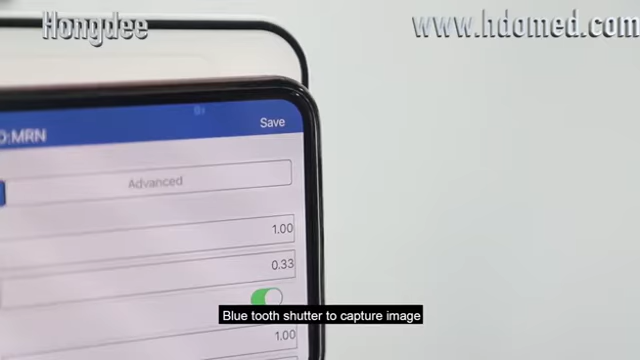 Hongdee
www.hdomed.com
D:MRN
Save
Advanced
1.00
0.33
Blue tooth shutter to capture image
1.00